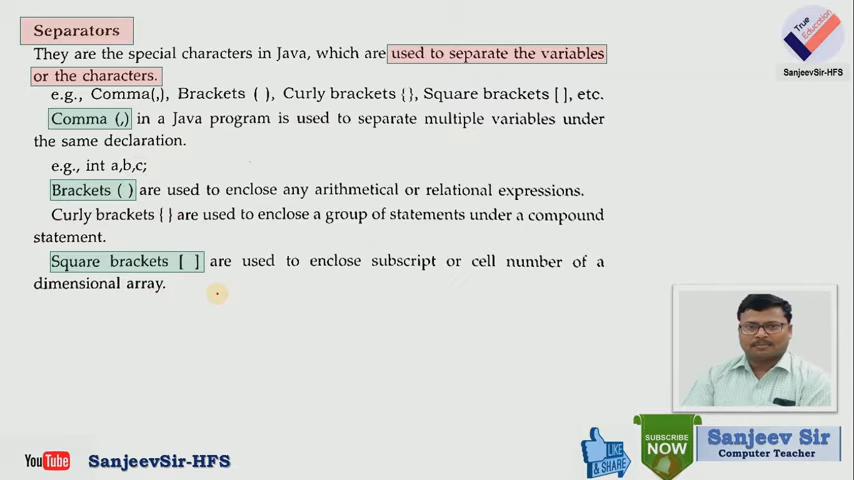 Separators
They are the special characters in Java, which are used to separate the variables
or the characters.
e.g., Comma(,), Brackets ( ), Curly brackets { }, Square brackets [ ], etc.
Comma (,) in a Java program is used to separate multiple variables under
the same declaration.
e.g., int a,b,c;
Brackets ( ) are used to enclose any arithmetical or relational expressions.
Curly brackets { } are used to enclose a group of statements under a compound
statement.
Square brackets [ ] are used to enclose subscript or cell number of a
dimensional array.
True
Education
SanjeevSir-HFS
YouTube SanjeevSir-HFS
LIKE
& SHARE
SUBSCRIBE
NOW
Sanjeev Sir
Computer Teacher